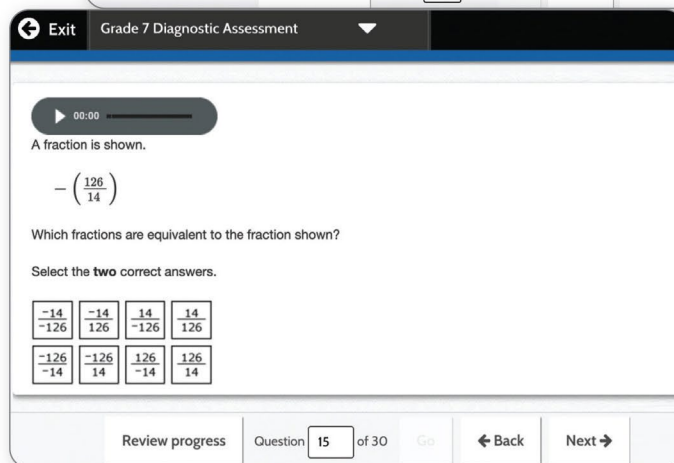 Exit Grade 7 Diagnostic Assessment
00:00
A fraction is shown.
−(126/14)
Which fractions are equivalent to the fraction shown?
Select the two correct answers.
−14/−126 −14/126 14/−126 14/126
−126/−14 −126/14 126/−14 126/14
Review progress Question 15 of 30 Go Back Next